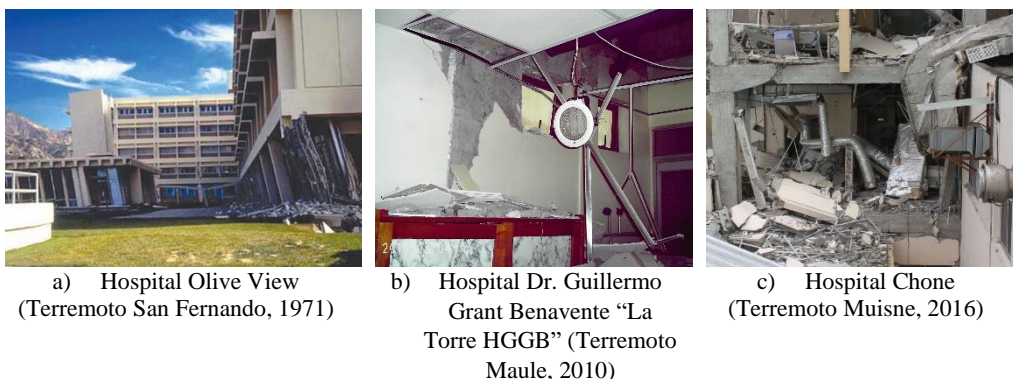 a) Hospital Olive View
(Terremoto San Fernando, 1971)
b) Hospital Dr. Guillermo
Grant Benavente “La
Torre HGGB” (Terremoto
Maule, 2010)
c) Hospital Chone
(Terremoto Muisne, 2016)